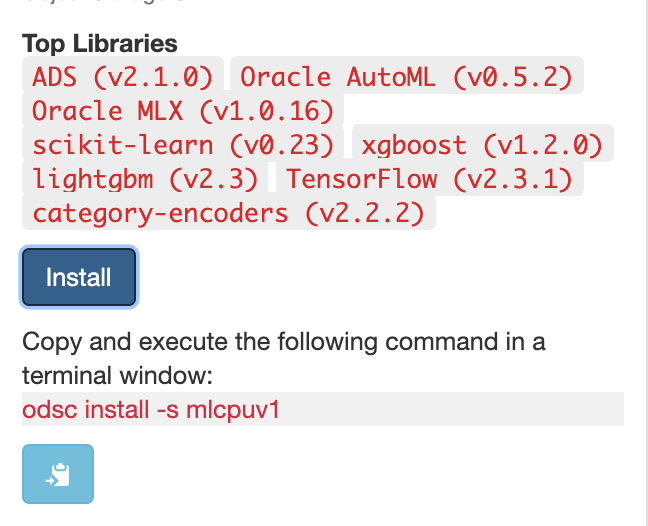 Top Libraries
ADS (v2.1.0) Oracle AutoML (v0.5.2)
Oracle MLX (v1.0.16)
scikit-learn (v0.23) xgboost (v1.2.0)
lightgbm (v2.3) TensorFlow (v2.3.1)
category-encoders (v2.2.2)
Install
Copy and execute the following command in a
terminal window:
odsc install -s mlcpuv1